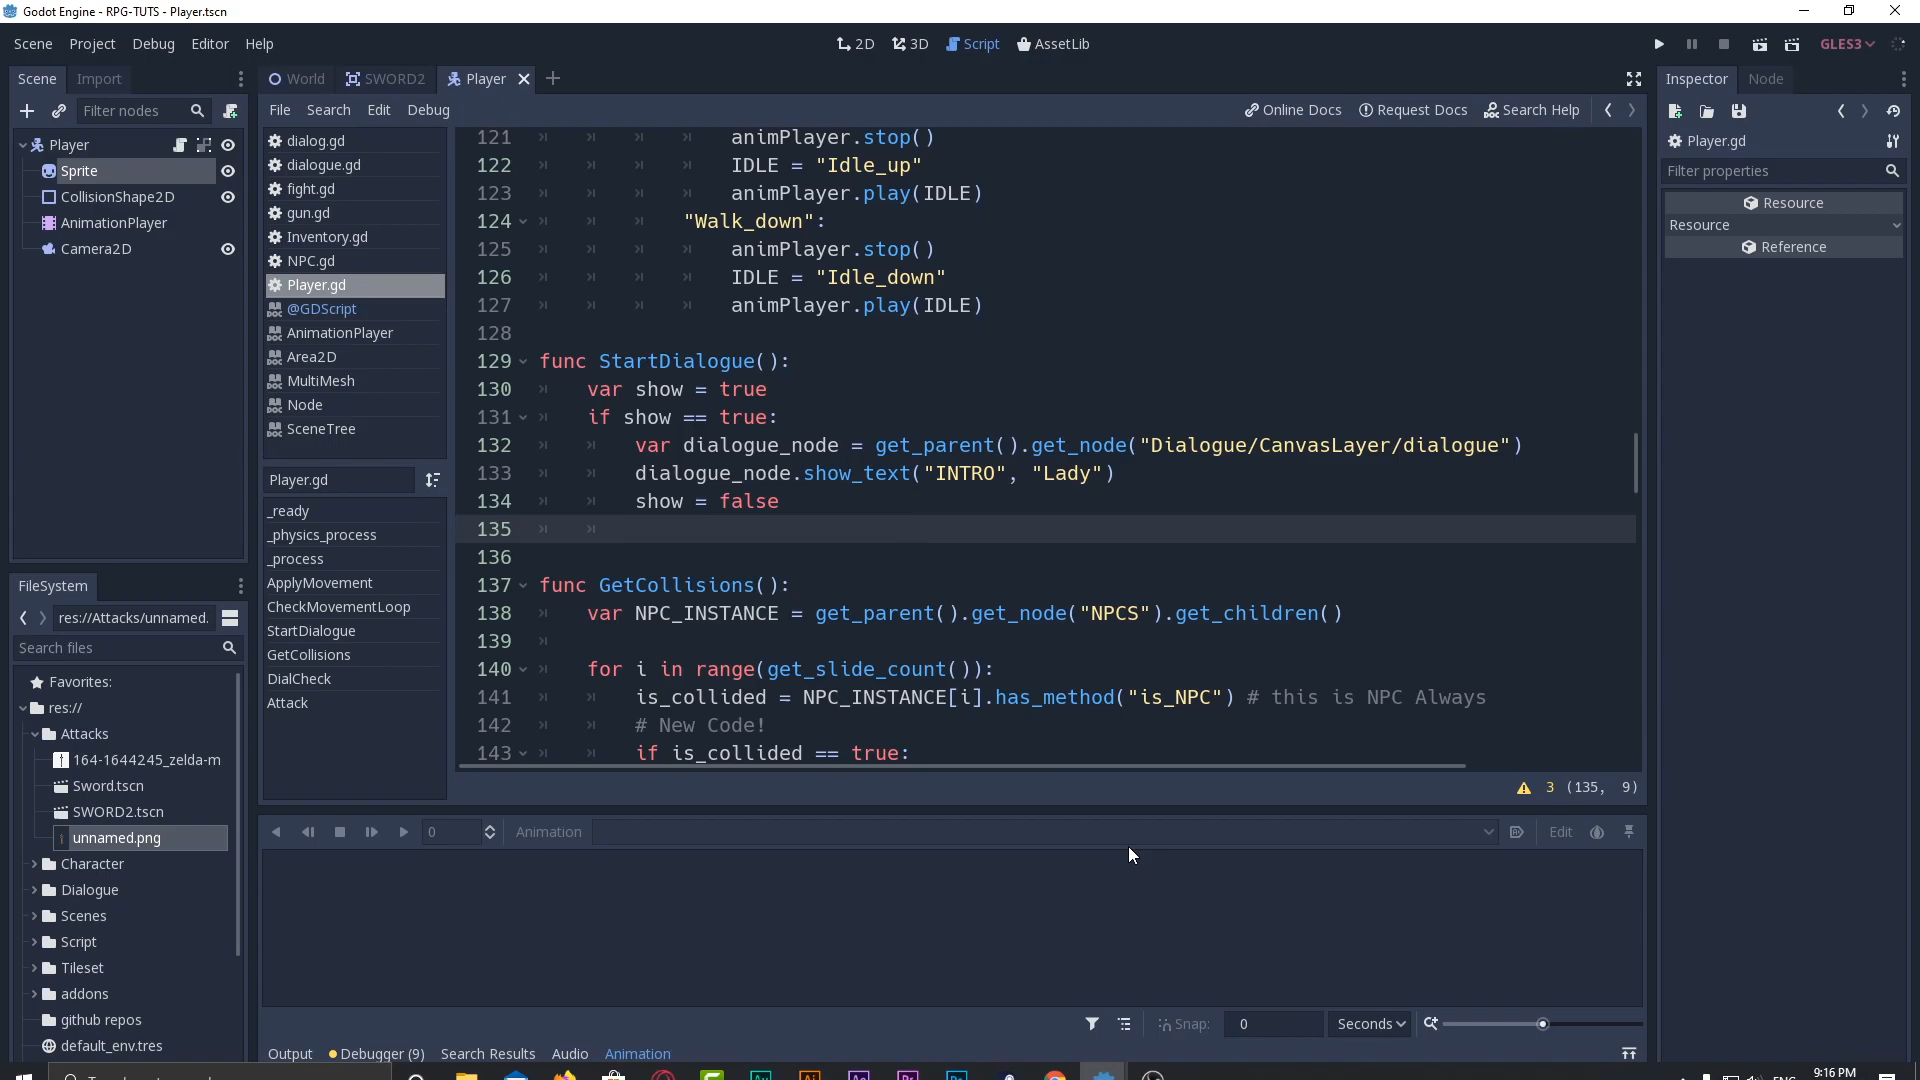 Godot Engine - RPG-TUTS - Player.tscn
Scene Project Debug Editor Help
2D 3D Script AssetLib
GLES3
Scene Import
World SWORD2 Player
Inspector Node
Filter nodes
File Search Edit Debug
Online Docs Request Docs Search Help
Player.gd
Filter properties
Resource
Resource
Reference
Player
Sprite
CollisionShape2D
AnimationPlayer
Camera2D
dialog.gd
dialogue.gd
fight.gd
gun.gd
Inventory.gd
NPC.gd
Player.gd
@GDScript
AnimationPlayer
Area2D
MultiMesh
Node
SceneTree
Player.gd
_ready
_physics_process
_process
ApplyMovement
CheckMovementLoop
StartDialogue
GetCollisions
DialCheck
Attack
121 animPlayer.stop()
122 IDLE = "Idle_up"
123 animPlayer.play(IDLE)
124 "Walk_down":
125 animPlayer.stop()
126 IDLE = "Idle_down"
127 animPlayer.play(IDLE)
128
129 func StartDialogue():
130 var show = true
131 if show == true:
132 var dialogue_node = get_parent().get_node("Dialogue/CanvasLayer/dialogue")
133 dialogue_node.show_text("INTRO", "Lady")
134 show = false
135
136
137 func GetCollisions():
138 var NPC_INSTANCE = get_parent().get_node("NPCS").get_children()
139
140 for i in range(get_slide_count()):
141 is_collided = NPC_INSTANCE[i].has_method("is_NPC") # this is NPC Always
142 # New Code!
143 if is_collided == true:
3 (135, 9)
FileSystem
res://Attacks/unnamed.
Search files
Favorites:
res://
Attacks
164-1644245_zelda-m
Sword.tscn
SWORD2.tscn
unnamed.png
Character
Dialogue
Scenes
Script
Tileset
addons
github repos
default_env.tres
0 Animation Edit
Snap: 0 Seconds
Output Debugger (9) Search Results Audio Animation
9:16 PM